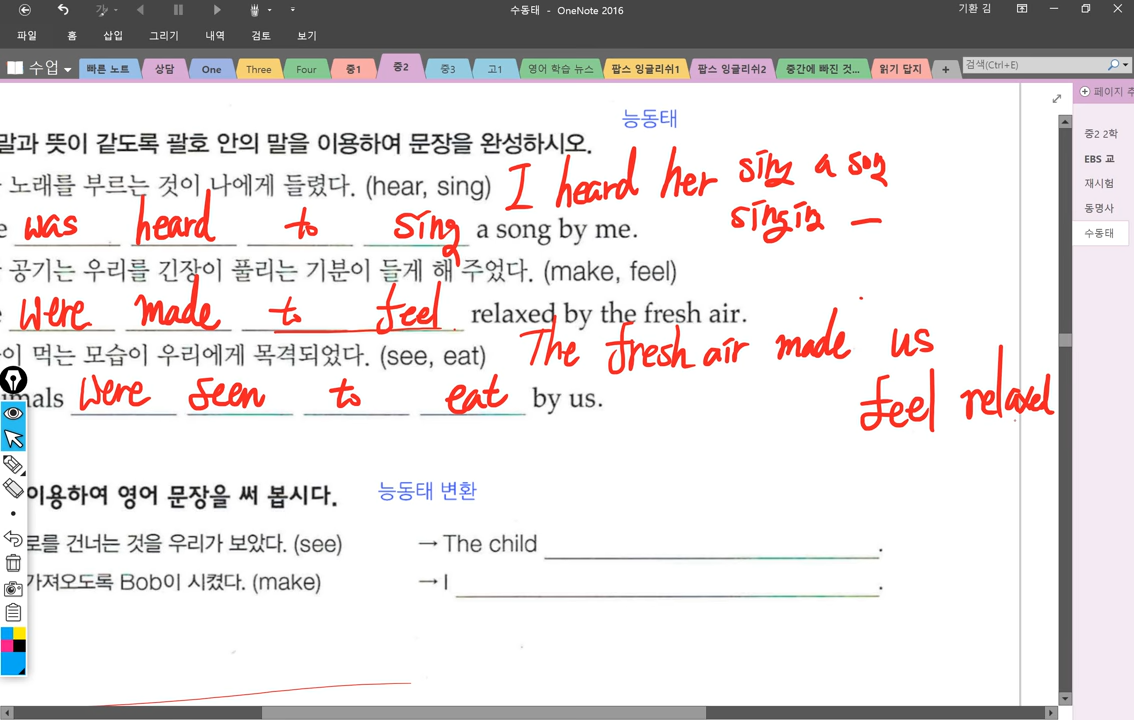 수동태 - OneNote 2016
기환 김
파일 홈 삽입 그리기 내역 검토 보기
수업 빠른 노트 상담 One Three Four 중1 중2 중3 고1 영어 학습 뉴스 팝스 잉글리쉬1 팝스 잉글리쉬2 중간에 빠진 것... 읽기 답지 + 검색(Ctrl+E)
페이지 추
중2 2학
EBS 교
재시험
동명사
수동태
능동태
말과 뜻이 같도록 괄호 안의 말을 이용하여 문장을 완성하시오.
노래를 부르는 것이 나에게 들렸다. (hear, sing) I heard her sing a song
was heard to sing a song by me. singing
공기는 우리를 긴장이 풀리는 기분이 들게 해 주었다. (make, feel)
were made to feel relaxed by the fresh air.
이 먹는 모습이 우리에게 목격되었다. (see, eat) The fresh air made us
mals were seen to eat by us. feel relaxed
이용하여 영어 문장을 써 봅시다. 능동태 변환
로를 건너는 것을 우리가 보았다. (see) → The child .
가져오도록 Bob이 시켰다. (make) → I .